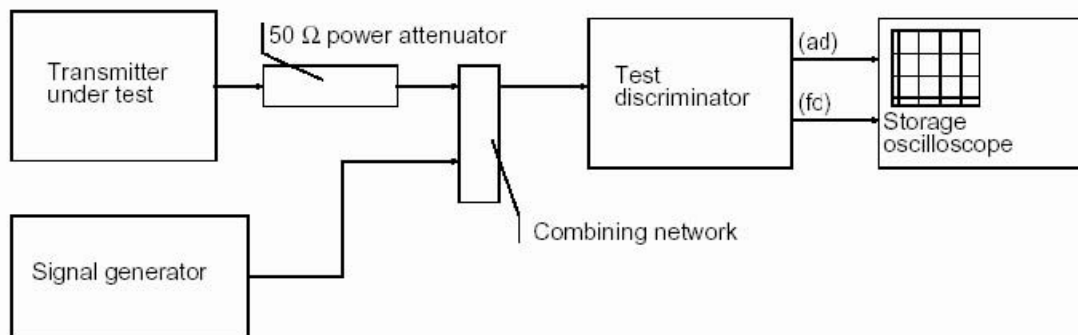 50 Ω power attenuator
Transmitter
under test
Test
discriminator
(ad)
(fc)
Storage
oscilloscope
Combining network
Signal generator